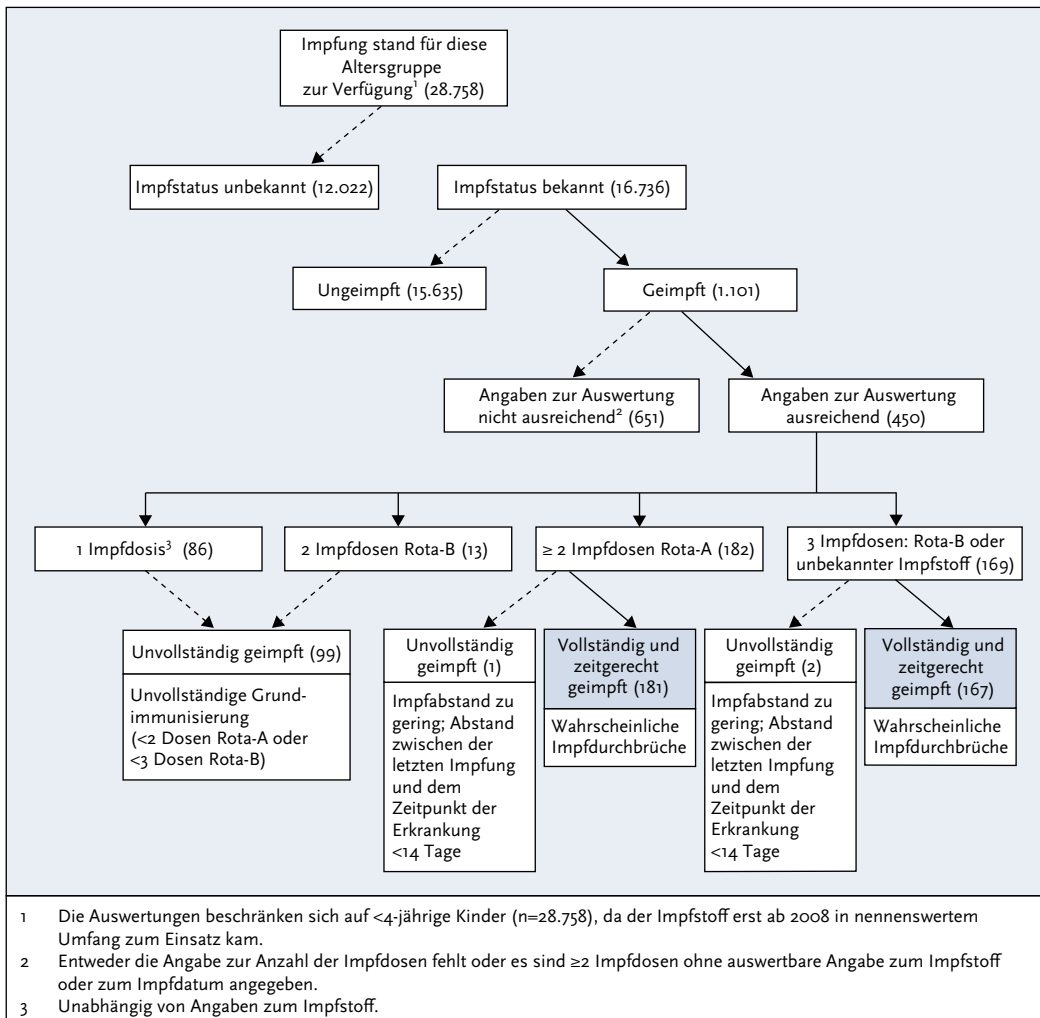 Impfung stand für diese
Altersgruppe
zur Verfügung¹ (28.758)
Impfstatus unbekannt (12.022)
Impfstatus bekannt (16.736)
Ungeimpft (15.635)
Geimpft (1.101)
Angaben zur Auswertung
nicht ausreichend² (651)
Angaben zur Auswertung
ausreichend (450)
1 Impfdosis³ (86)
2 Impfdosen Rota-B (13)
≥ 2 Impfdosen Rota-A (182)
3 Impfdosen: Rota-B oder
unbekannter Impfstoff (169)
Unvollständig geimpft (99)
Unvollständige Grund-
immunisierung
(<2 Dosen Rota-A oder
<3 Dosen Rota-B)
Unvollständig
geimpft (1)
Impfabstand zu
gering; Abstand
zwischen der
letzten Impfung
und dem
Zeitpunkt der
Erkrankung
<14 Tage
Vollständig und
zeitgerecht
geimpft (181)
Wahrscheinliche
Impfdurchbrüche
Unvollständig
geimpft (2)
Impfabstand zu
gering; Abstand
zwischen der
letzten Impfung
und dem
Zeitpunkt der
Erkrankung
<14 Tage
Vollständig und
zeitgerecht
geimpft (167)
Wahrscheinliche
Impfdurchbrüche
1 Die Auswertungen beschränken sich auf <4-jährige Kinder (n=28.758), da der Impfstoff erst ab 2008 in nennenswertem
Umfang zum Einsatz kam.
2 Entweder die Angabe zur Anzahl der Impfdosen fehlt oder es sind ≥2 Impfdosen ohne auswertbare Angabe zum Impfstoff
oder zum Impfdatum angegeben.
3 Unabhängig von Angaben zum Impfstoff.